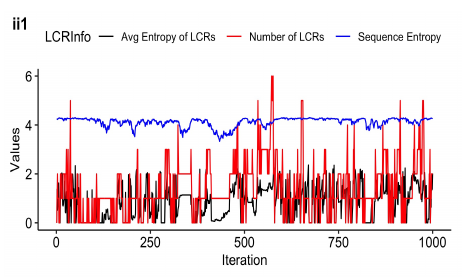 ii1
LCRInfo Avg Entropy of LCRs Number of LCRs Sequence Entropy
6
4
2
0
Values
0 250 500 750 1000
Iteration